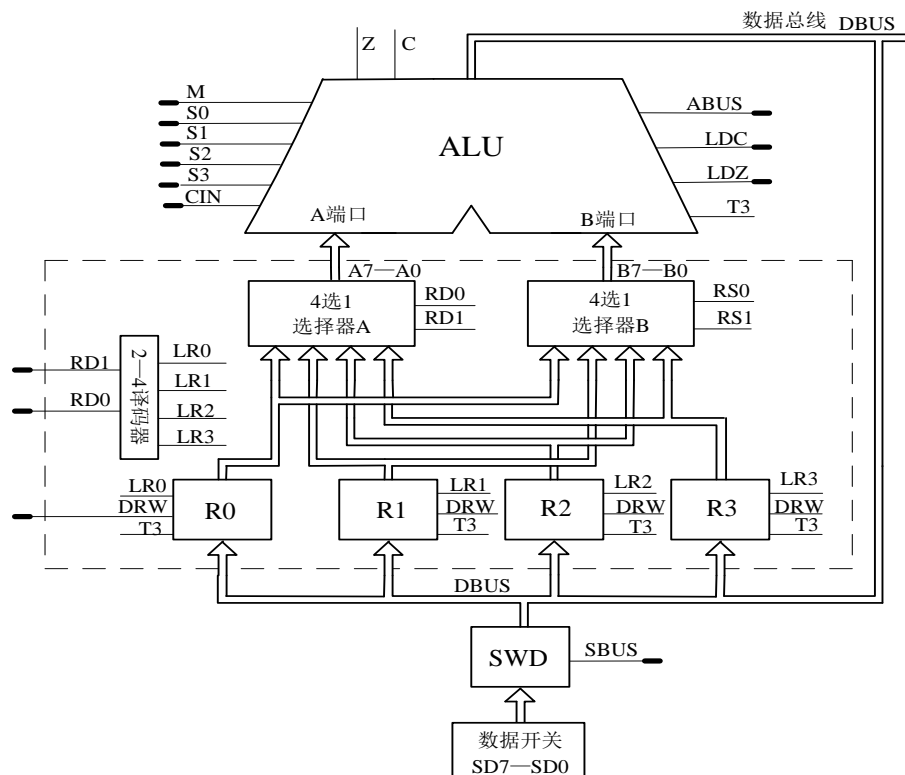 数据总线 DBUS
Z
C
M
S0
S1
S2
S3
CIN
ALU
ABUS
LDC
LDZ
T3
A端口
B端口
A7—A0
B7—B0
4选1
选择器A
RD0
RD1
4选1
选择器B
RS0
RS1
RD1
RD0
2—4译码器
LR0
LR1
LR2
LR3
LR0
DRW
T3
R0
R1
LR1
DRW
T3
R2
LR2
DRW
T3
R3
LR3
DRW
T3
DBUS
SWD
SBUS
数据开关
SD7—SD0